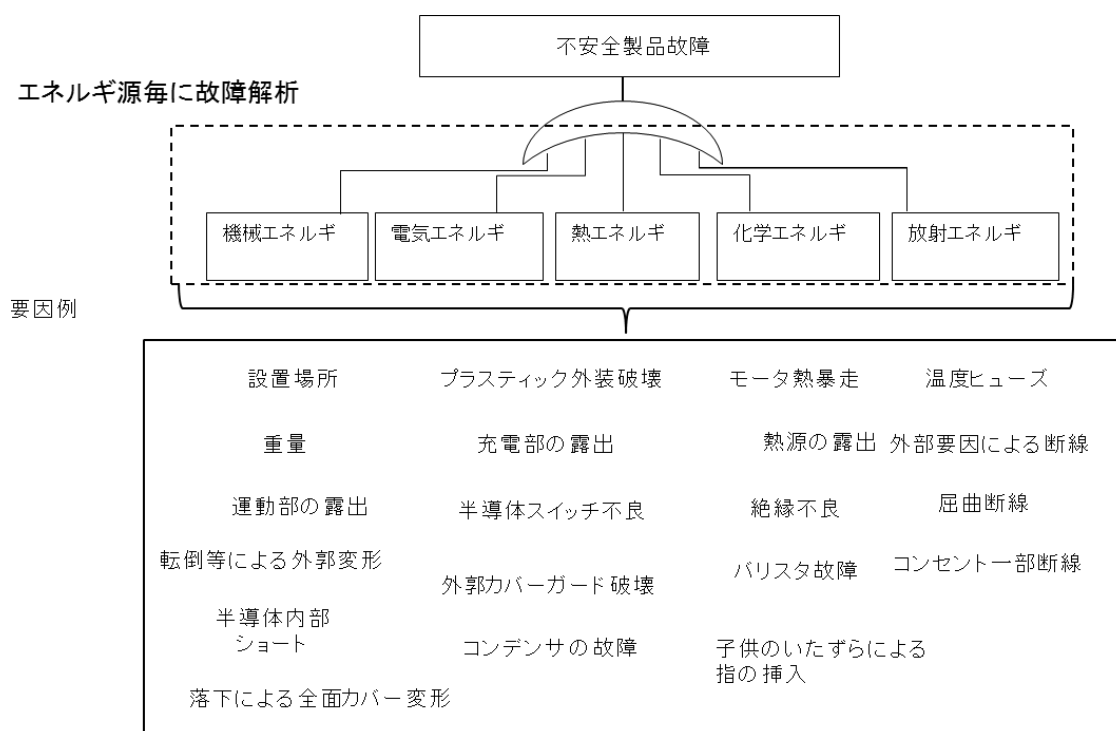 不安全製品故障
エネルギ源毎に故障解析
機械エネルギ
電気エネルギ
熱エネルギ
化学エネルギ
放射エネルギ
要因例
設置場所
プラスティック外装破壊
モータ熱暴走
温度ヒューズ
重量
充電部の露出
熱源の露出
外部要因による断線
運動部の露出
半導体スイッチ不良
絶縁不良
屈曲断線
転倒等による外郭変形
外郭カバーガード破壊
バリスタ故障
コンセント一部断線
半導体内部
ショート
コンデンサの故障
子供のいたずらによる
指の挿入
落下による全面カバー変形